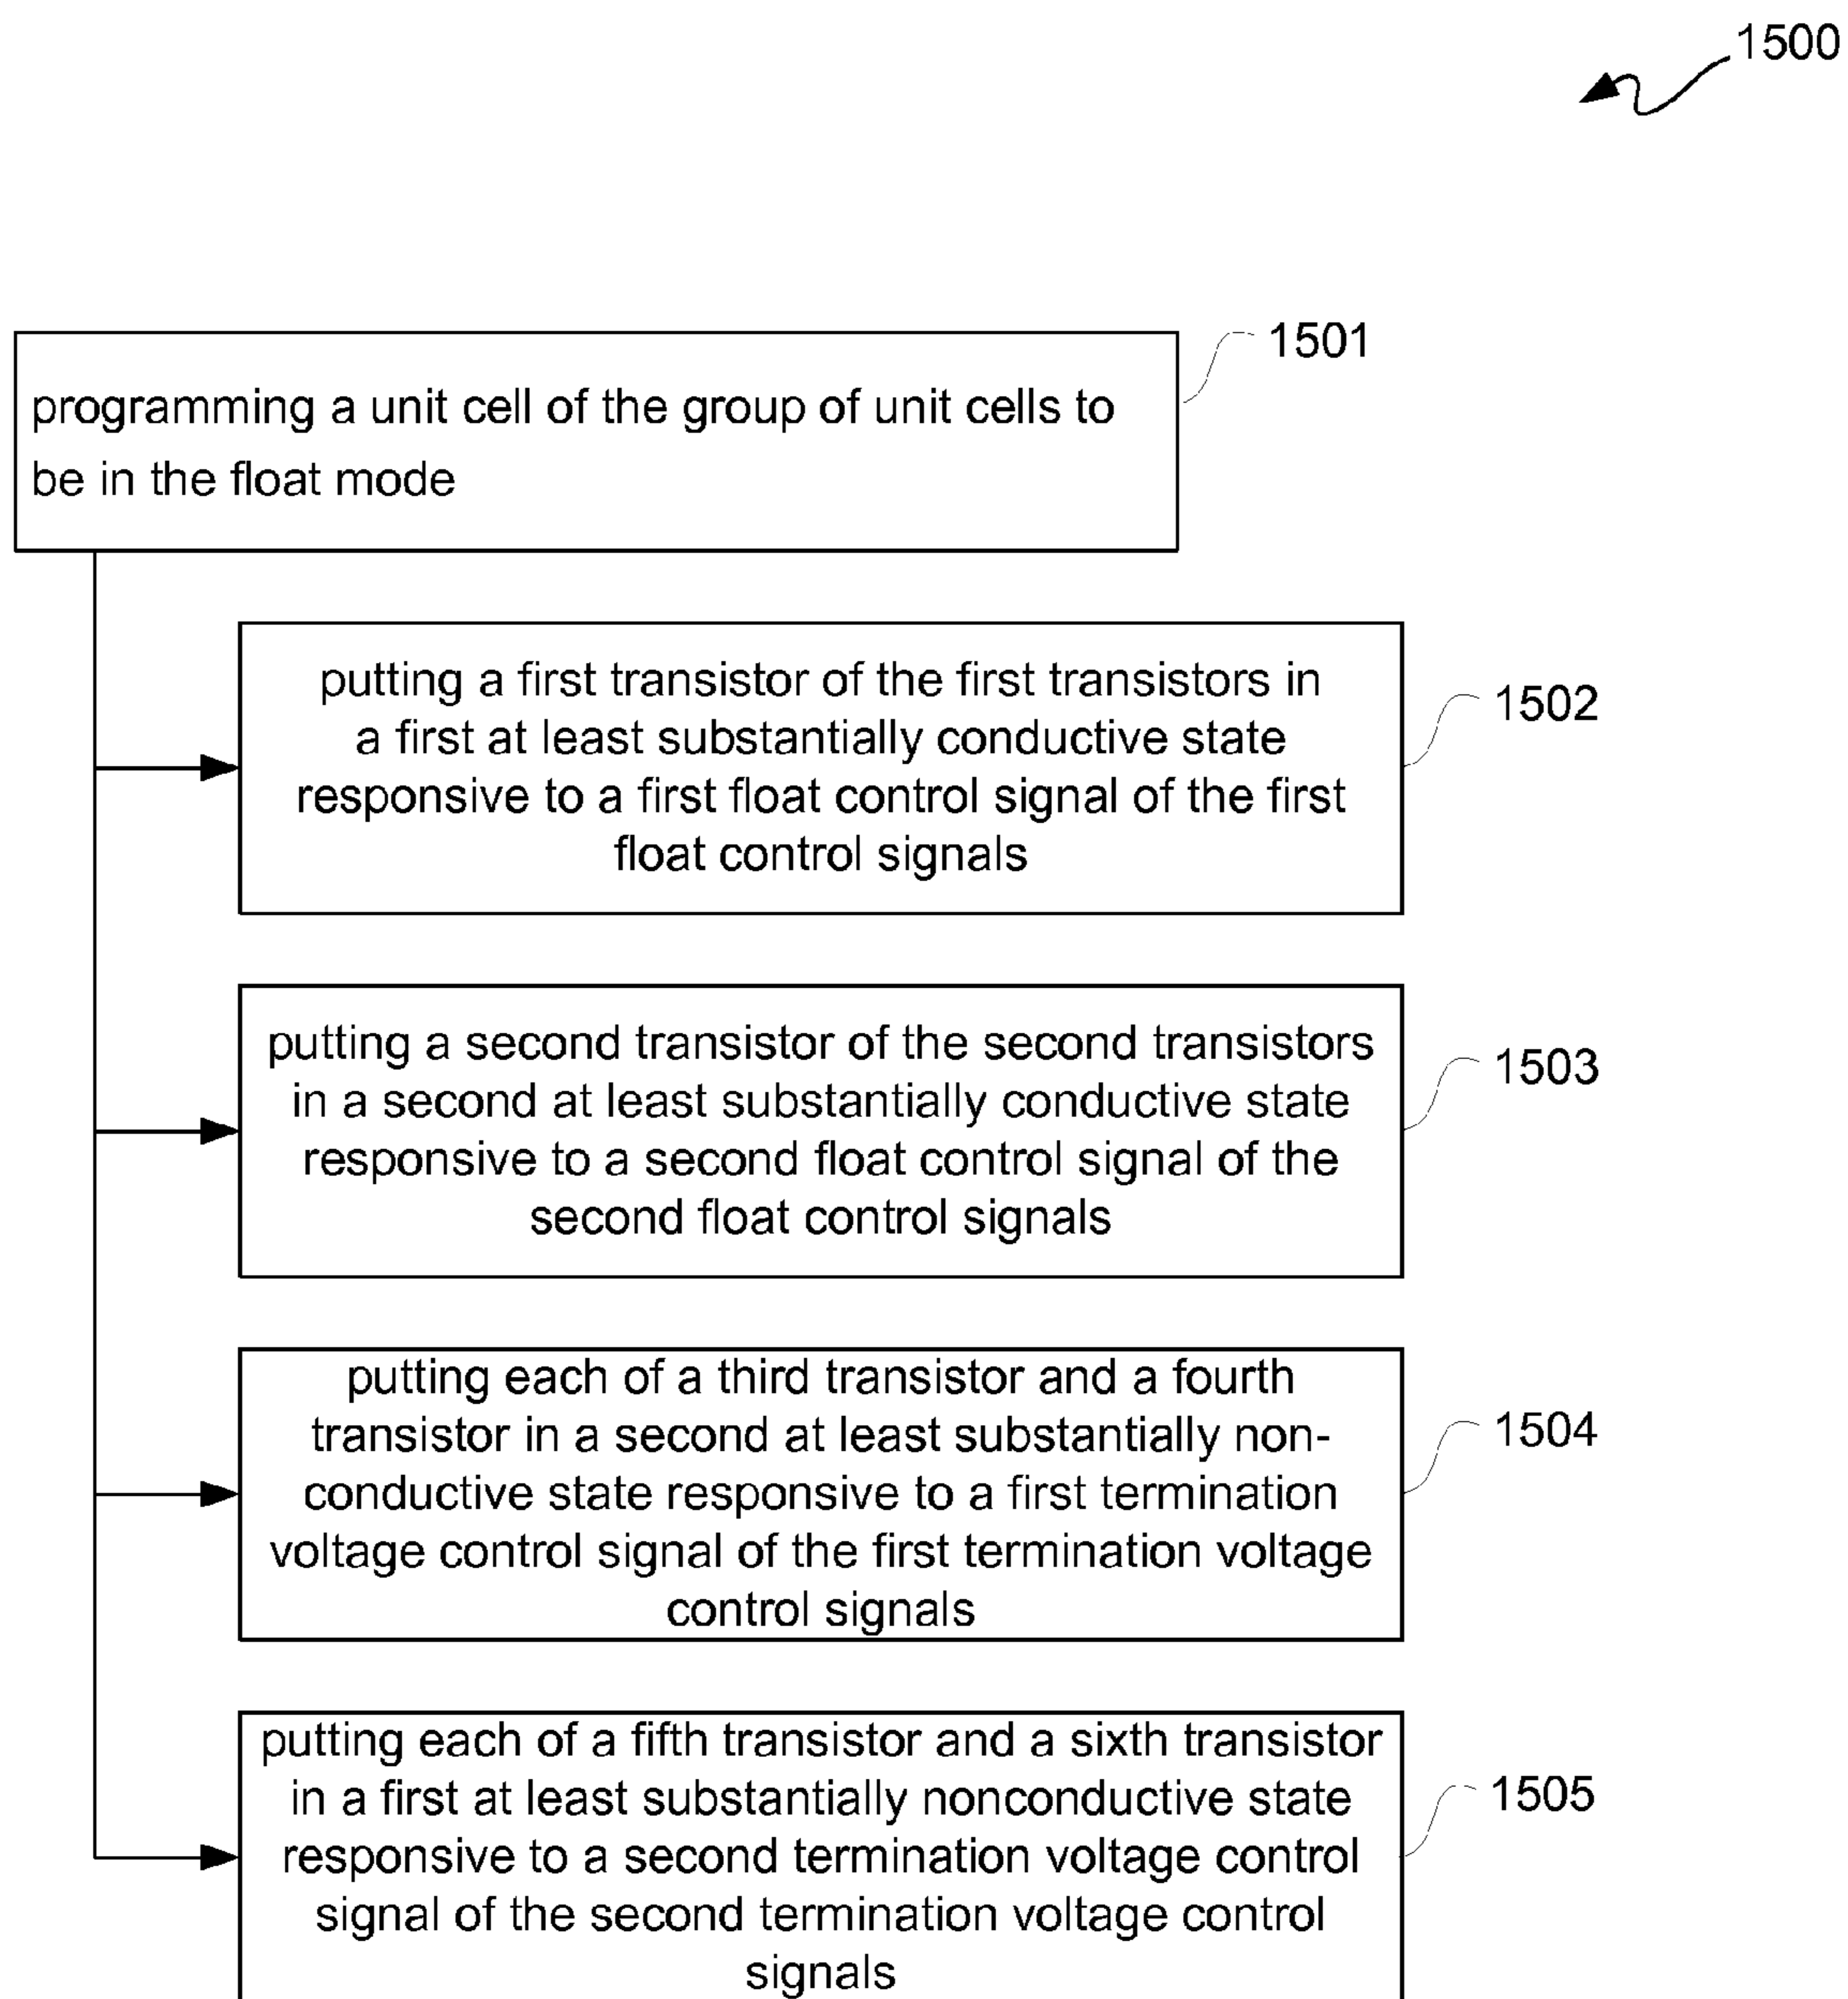 1500
1501
programming a unit cell of the group of unit cells to
be in the float mode
putting a first transistor of the first transistors in
a first at least substantially conductive state
responsive to a first float control signal of the first
float control signals
1502
putting a second transistor of the second transistors
in a second at least substantially conductive state
responsive to a second float control signal of the
second float control signals
1503
putting each of a third transistor and a fourth
transistor in a second at least substantially non-
conductive state responsive to a first termination
voltage control signal of the first termination voltage
control signals
1504
putting each of a fifth transistor and a sixth transistor
in a first at least substantially nonconductive state
responsive to a second termination voltage control
signal of the second termination voltage control
signals
1505